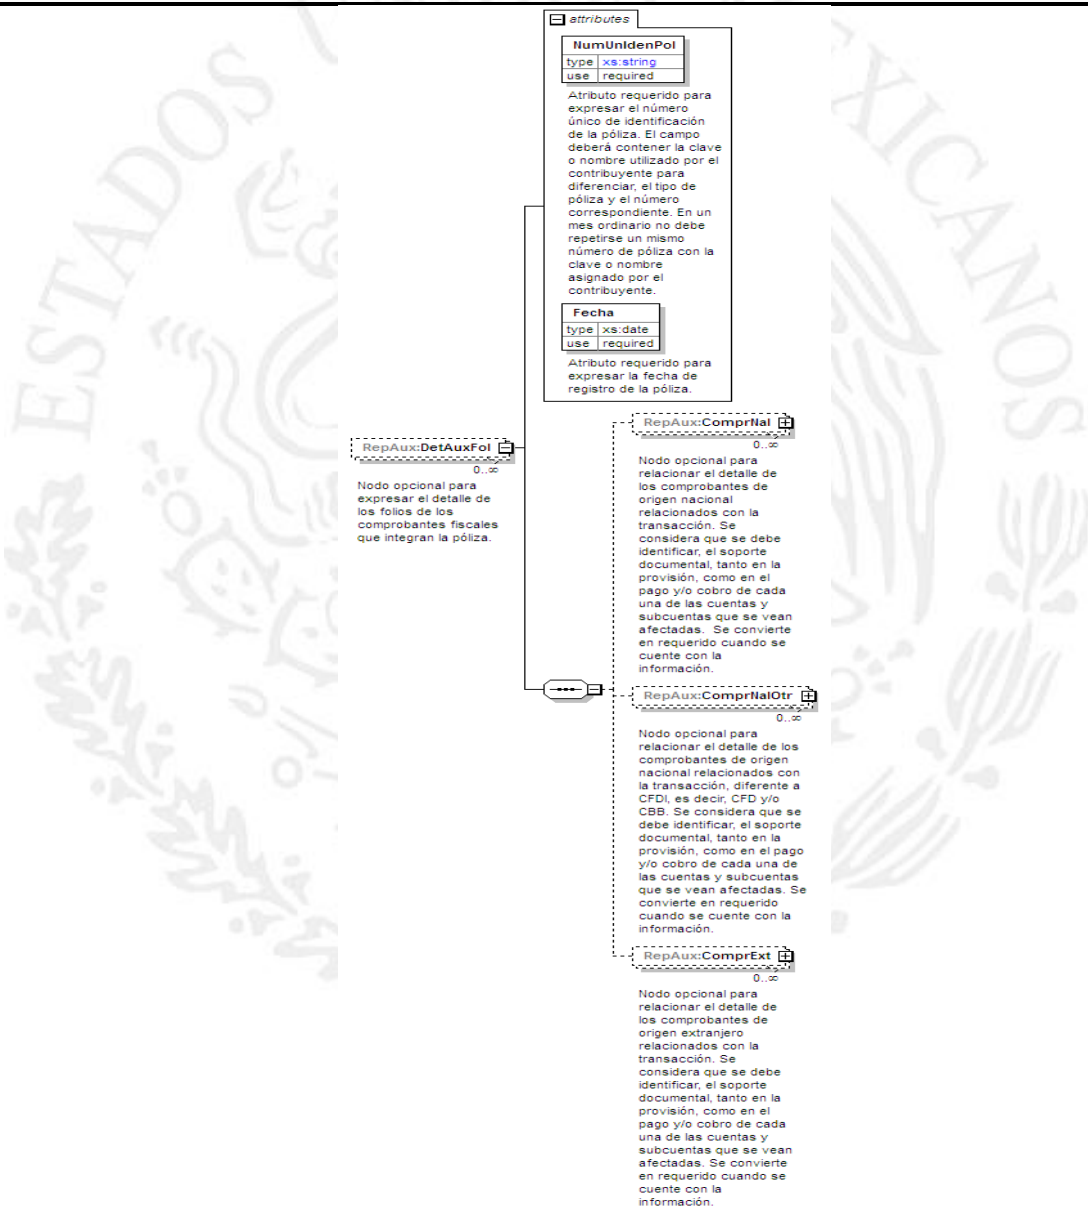 attributes
NumUnIdenPol
type xs:string
use required
Atributo requerido para
expresar el número
único de identificación
de la póliza. El campo
deberá contener la clave
o nombre utilizado por el
contribuyente para
diferenciar, el tipo de
póliza y el número
correspondiente. En un
mes ordinario no debe
repetirse un mismo
número de póliza con la
clave o nombre
asignado por el
contribuyente.
Fecha
type xs:date
use required
Atributo requerido para
expresar la fecha de
registro de la póliza.
RepAux:DetAuxFol
0..∞
Nodo opcional para
expresar el detalle de
los folios de los
comprobantes fiscales
que integran la póliza.
RepAux:ComprNal
0..∞
Nodo opcional para
relacionar el detalle de
los comprobantes de
origen nacional
relacionados con la
transacción. Se
considera que se debe
identificar, el soporte
documental, tanto en la
provisión, como en el
pago y/o cobro de cada
una de las cuentas y
subcuentas que se vean
afectadas. Se convierte
en requerido cuando se
cuente con la
información.
RepAux:ComprNalOtr
0..∞
Nodo opcional para
relacionar el detalle de los
comprobantes de origen
nacional relacionados con
la transacción, diferente a
CFDI, es decir, CFD y/o
CBB. Se considera que se
debe identificar, el soporte
documental, tanto en la
provisión, como en el pago
y/o cobro de cada una de
las cuentas y subcuentas
que se vean afectadas. Se
convierte en requerido
cuando se cuente con la
información.
RepAux:ComprExt
0..∞
Nodo opcional para
relacionar el detalle de
los comprobantes de
origen extranjero
relacionados con la
transacción. Se
considera que se debe
identificar, el soporte
documental, tanto en la
provisión, como en el
pago y/o cobro de cada
una de las cuentas y
subcuentas que se vean
afectadas. Se convierte
en requerido cuando se
cuente con la
información.
ESTADOS
XICANOS